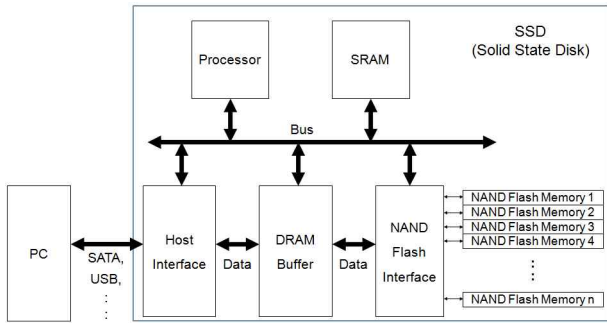 SSD
(Solid State Disk)
Processor
SRAM
Bus
PC
SATA,
USB,
Host
Interface
Data
DRAM
Buffer
Data
NAND
Flash
Interface
NAND Flash Memory 1
NAND Flash Memory 2
NAND Flash Memory 3
NAND Flash Memory 4
NAND Flash Memory n